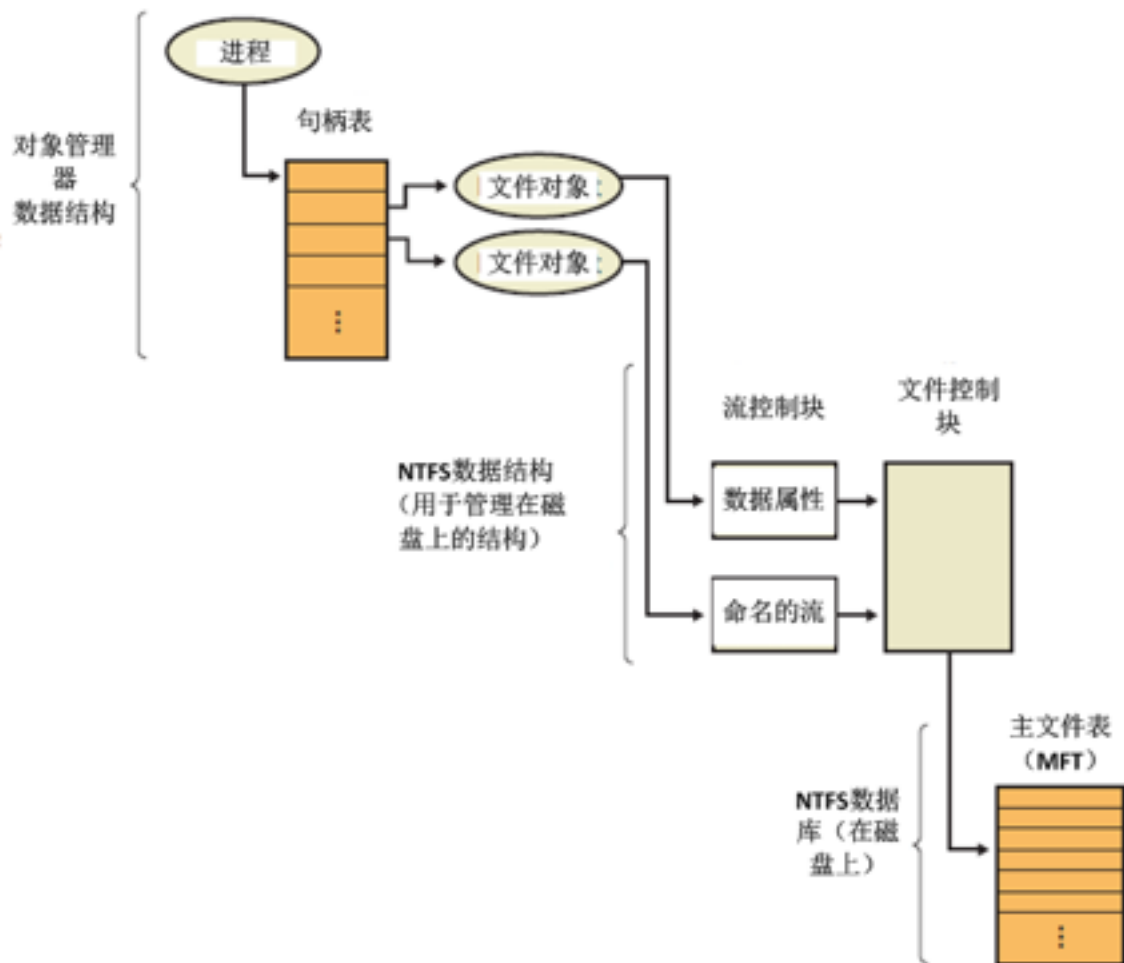 进程
句柄表
对象管理
器
数据结构
文件对象
文件对象
⋮
流控制块
文件控制
块
NTFS数据结构
（用于管理在磁
盘上的结构）
数据属性
命名的流
主文件表
（MFT）
NTFS数据
库（在磁
盘上）
⋮